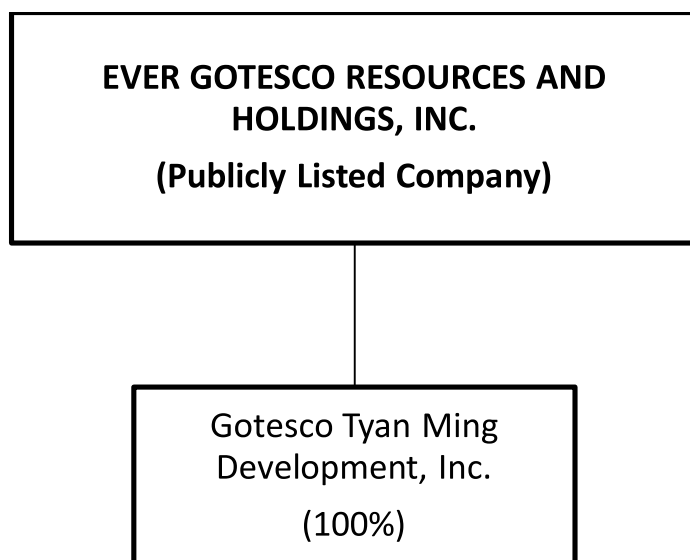 EVER GOTESCO RESOURCES AND
HOLDINGS, INC.
(Publicly Listed Company)
Gotesco Tyan Ming
Development, Inc.
(100%)